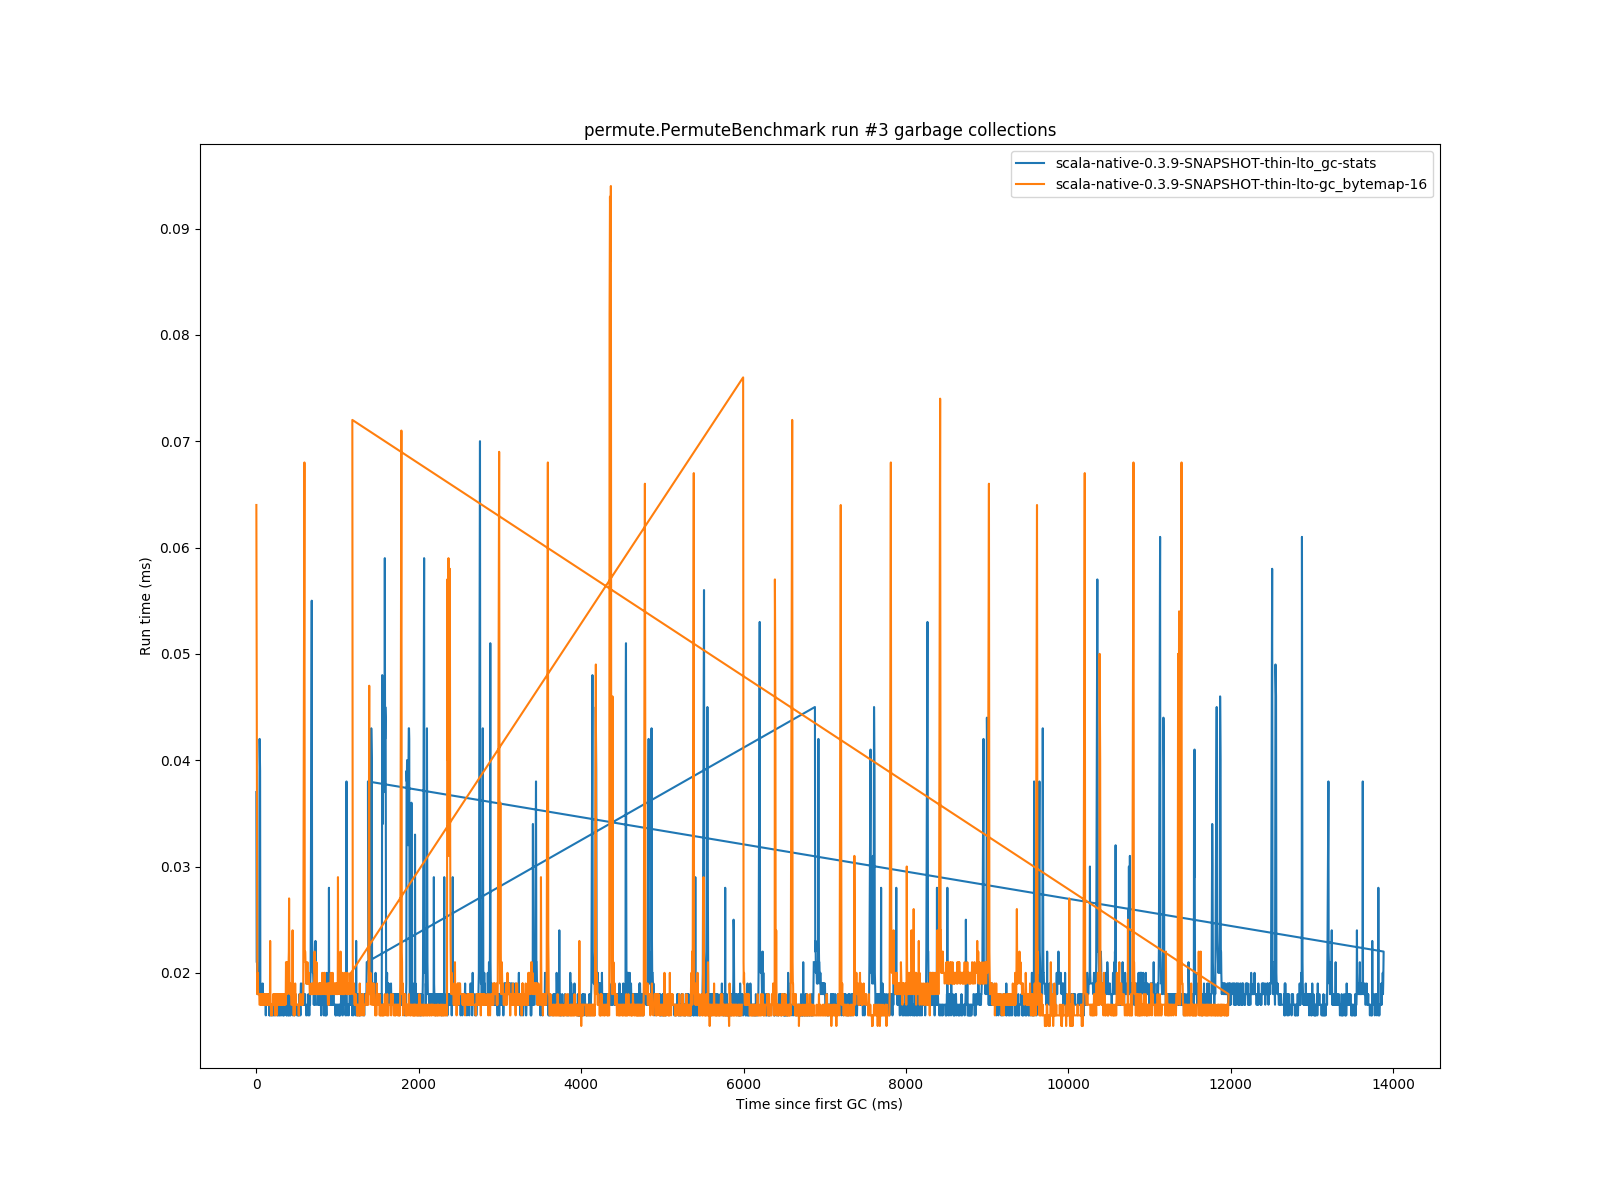 permute.PermuteBenchmark run #3 garbage collections
scala-native-0.3.9-SNAPSHOT-thin-lto_gc-stats
scala-native-0.3.9-SNAPSHOT-thin-lto-gc_bytemap-16
Run time (ms)
0.09
0.08
0.07
0.06
0.05
0.04
0.03
0.02
0 2000 4000 6000 8000 10000 12000 14000
Time since first GC (ms)